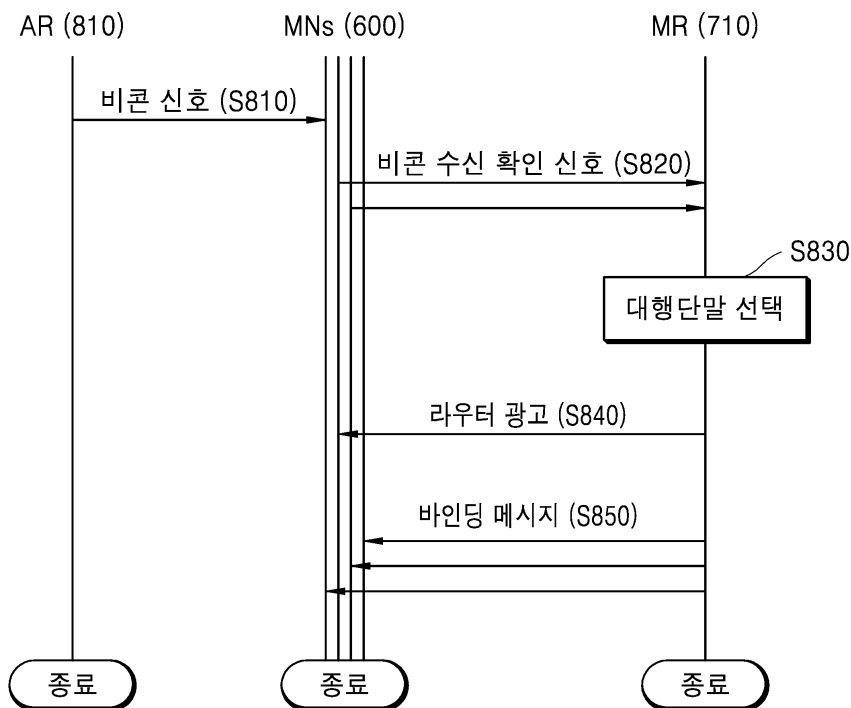 AR (810)
MNs (600)
MR (710)
비콘 신호 (S810)
비콘 수신 확인 신호 (S820)
S830
대행단말 선택
라우터 광고 (S840)
바인딩 메시지 (S850)
종료
종료
종료